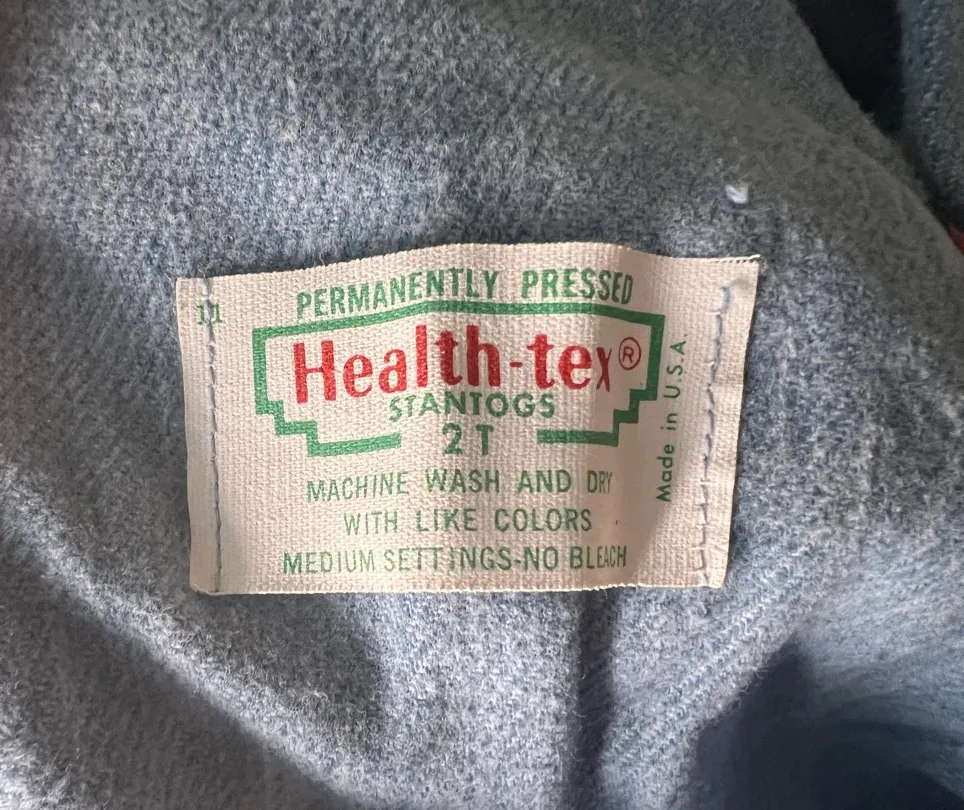 11
PERMANENTLY PRESSED
Health-tex®
STANTOGS
2T
MACHINE WASH AND DRY
WITH LIKE COLORS
MEDIUM SETTINGS-NO BLEACH
Made in U.S.A.